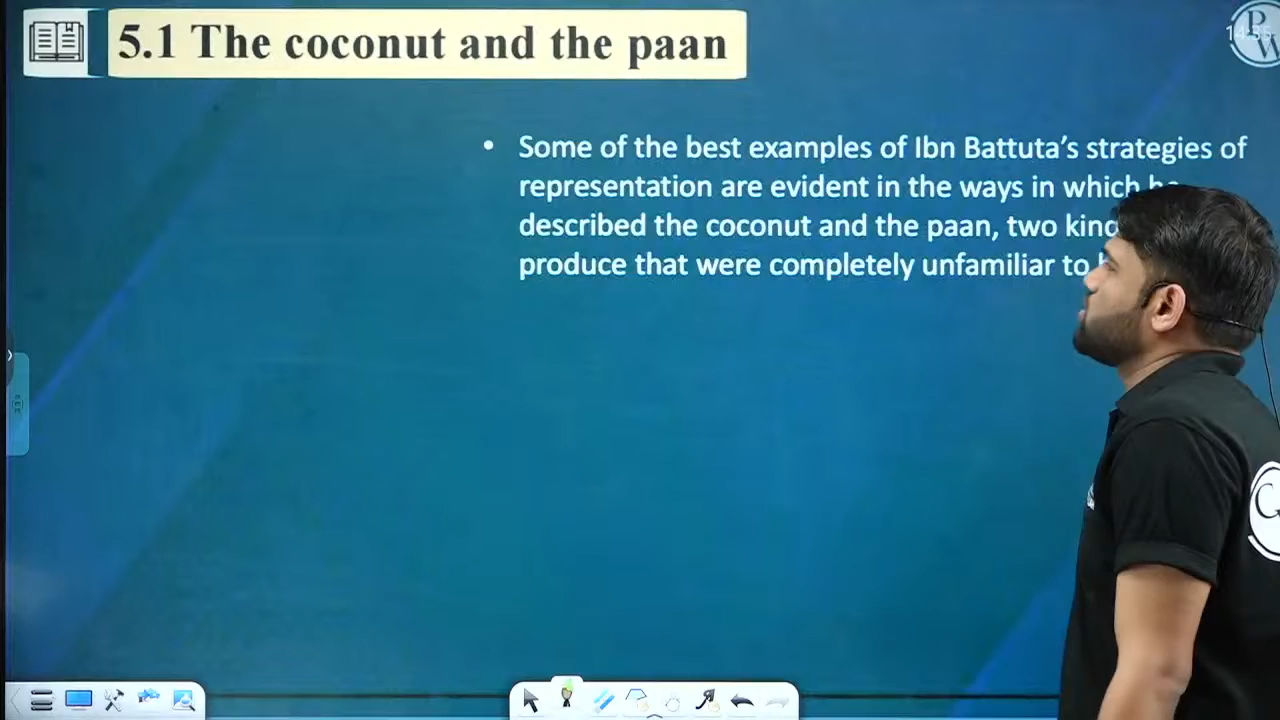 5.1 The coconut and the paan
• Some of the best examples of Ibn Battuta's strategies of
representation are evident in the ways in which
described the coconut and the paan, two
produce that were completely unfamiliar to
PW